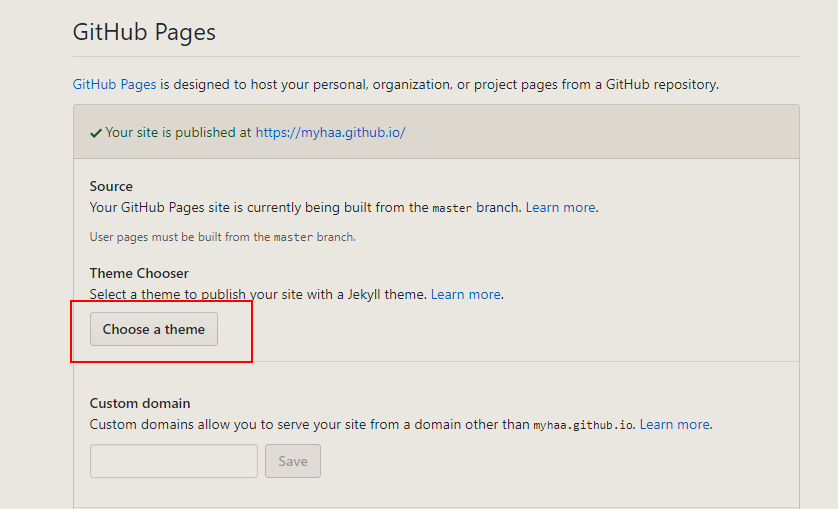 GitHub Pages
GitHub Pages is designed to host your personal, organization, or project pages from a GitHub repository.
Your site is published at https://myhaa.github.io/
Source
Your GitHub Pages site is currently being built from the master branch. Learn more.
User pages must be built from the master branch.
Theme Chooser
Select a theme to publish your site with a Jekyll theme. Learn more.
Choose a theme
Custom domain
Custom domains allow you to serve your site from a domain other than myhaa.github.io. Learn more.
Save